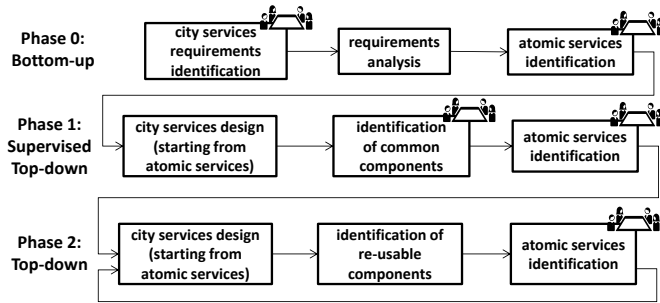 Phase 0:
Bottom-up
city services
requirements
identification
requirements
analysis
atomic services
identification
Phase 1:
Supervised
Top-down
city services design
(starting from
atomic services)
identification
of common
components
atomic services
identification
Phase 2:
Top-down
city services design
(starting from
atomic services)
identification of
re-usable
components
atomic services
identification